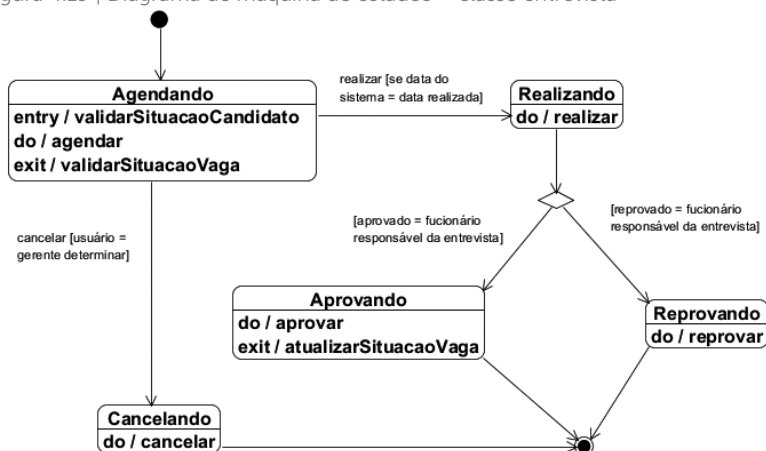 Figura 4.25 | Diagrama de máquina de estados – classe entrevista
Agendando
entry / validarSituacaoCandidato
do / agendar
exit / validarSituacaoVaga
realizar [se data do
sistema = data realizada]
Realizando
do / realizar
cancelar [usuário =
gerente determinar]
[aprovado = fucionário
responsável da entrevista]
[reprovado = fucionário
responsável da entrevista]
Aprovando
do / aprovar
exit / atualizarSituacaoVaga
Reprovando
do / reprovar
Cancelando
do / cancelar